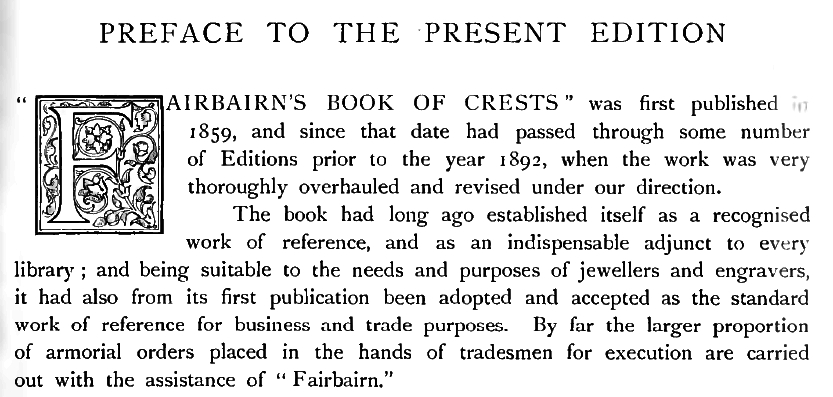 PREFACE TO THE PRESENT EDITION
“FAIRBAIRN'S BOOK OF CRESTS” was first published in
1859, and since that date had passed through some number
of Editions prior to the year 1892, when the work was very
thoroughly overhauled and revised under our direction.
The book had long ago established itself as a recognised
work of reference, and as an indispensable adjunct to every
library ; and being suitable to the needs and purposes of jewellers and engravers,
it had also from its first publication been adopted and accepted as the standard
work of reference for business and trade purposes. By far the larger proportion
of armorial orders placed in the hands of tradesmen for execution are carried
out with the assistance of “ Fairbairn.”